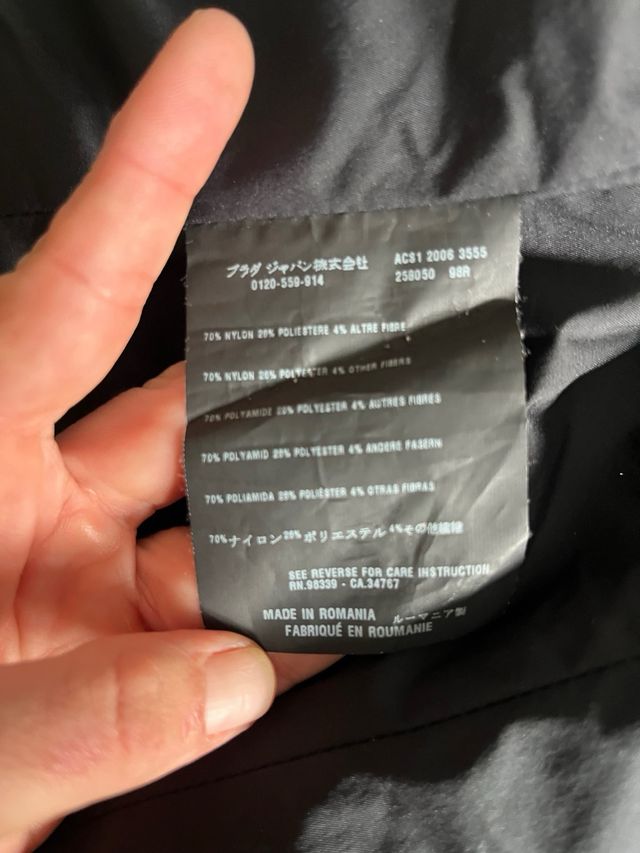 プラダ ジャパン株式会社 ACS1 2006 3555
0120-559-914 258050 98R
70% NYLON 26% POLIESTERE 4% ALTRE FIBRE
70% NYLON 26% POLYESTER 4% OTHER FIBRES
70% POLYAMIDE 26% POLYESTER 4% AUTRES FIBRES
70% POLYAMID 26% POLYESTER 4% ANDERE FASERN
70% POLIAMIDA 26% POLIÉSTER 4% OTRAS FIBRAS
70%ナイロン26%ポリエステル4%その他繊維
SEE REVERSE FOR CARE INSTRUCTION
RN.98339 - CA.34767
MADE IN ROMANIA ルーマニア製
FABRIQUÉ EN ROUMANIE